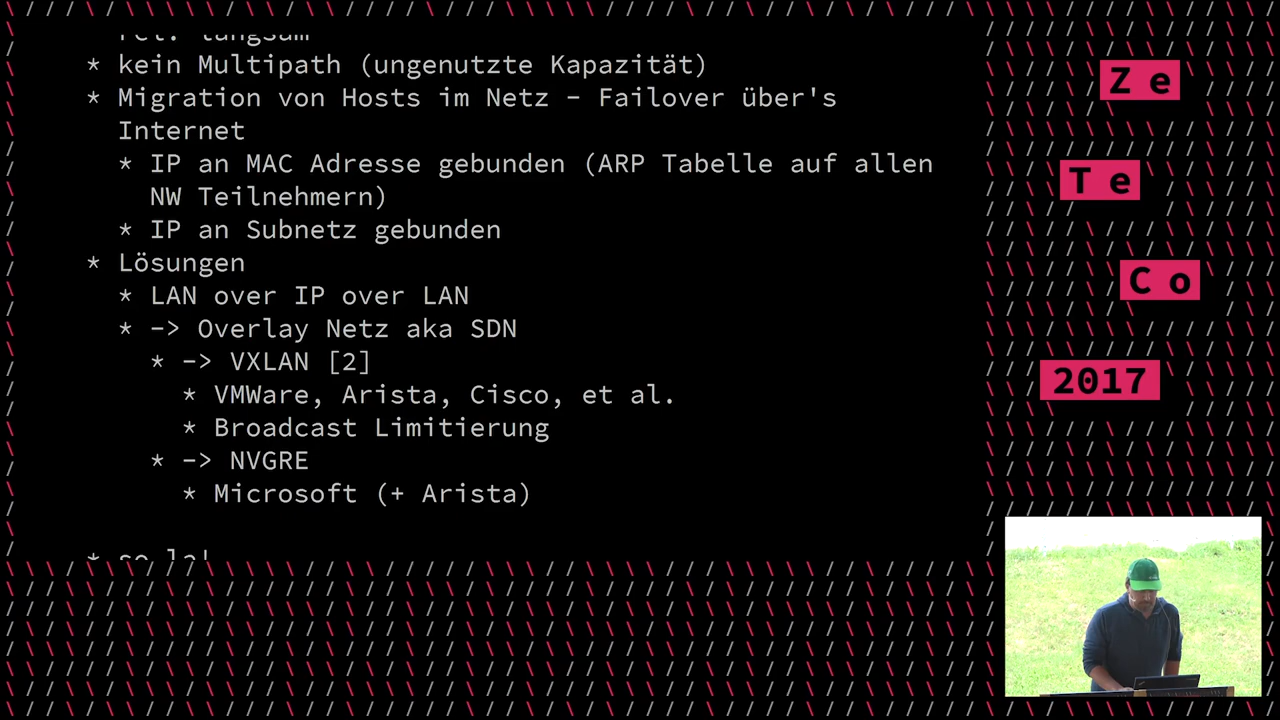 * kein Multipath (ungenutzte Kapazität)
* Migration von Hosts im Netz – Failover über's
Internet
* IP an MAC Adresse gebunden (ARP Tabelle auf allen
NW Teilnehmern)
* IP an Subnetz gebunden
* Lösungen
* LAN over IP over LAN
* -> Overlay Netz aka SDN
* -> VXLAN [2]
* VMWare, Arista, Cisco, et al.
* Broadcast Limitierung
* -> NVGRE
* Microsoft (+ Arista)
Ze
Te
Co
2017